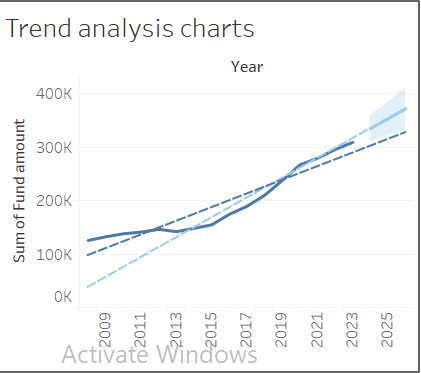 Trend analysis charts
Year
400K
300K
200K
100K
0K
Sum of Fund amount
2009
2011
2013
2015
2017
2019
2021
2023
2025
Activate Windows